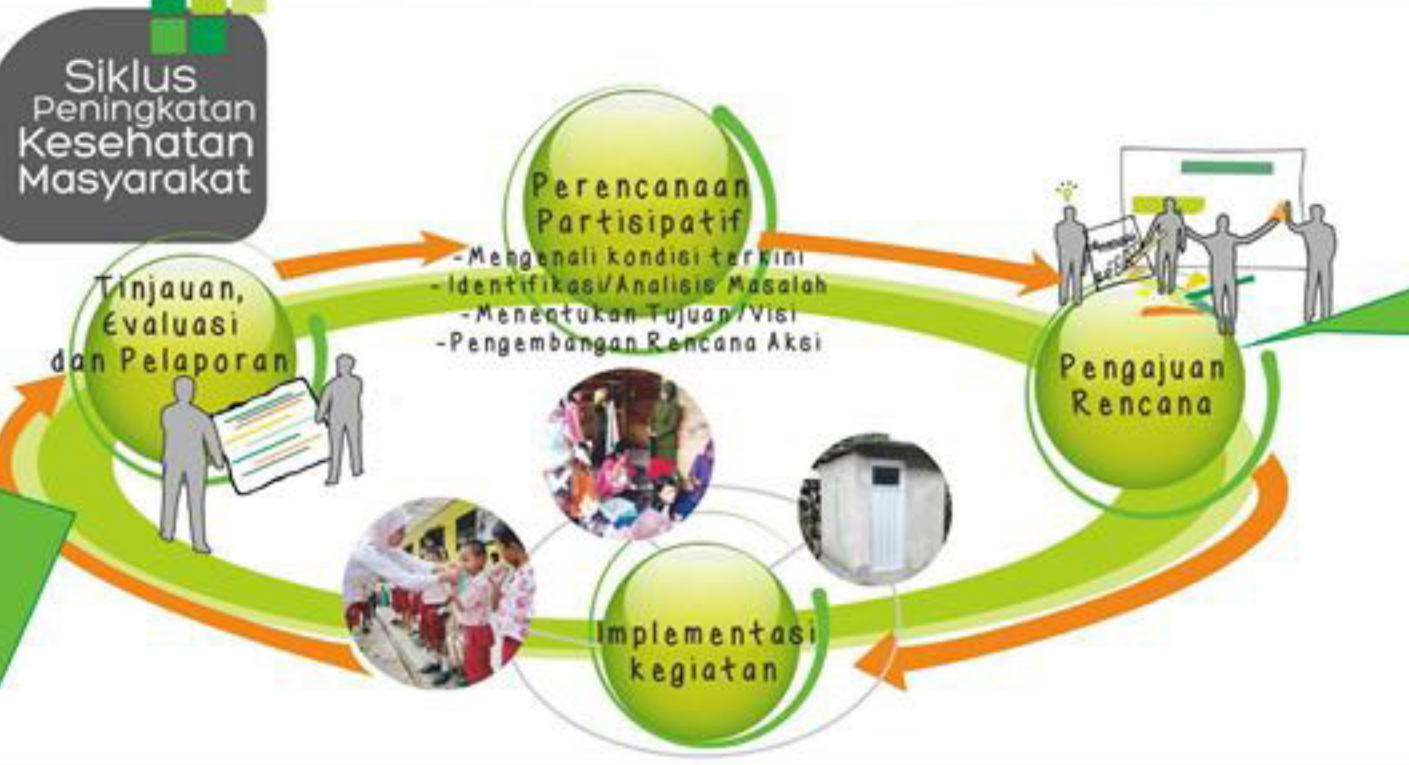 Siklus
Peningkatan
Kesehatan
Masyarakat
Perencanaan
Partisipatif
-Mengenali kondisi terkini
-Identifikasi/Analisis Masalah
-Menentukan Tujuan/Visi
-Pengembangan Rencana Aksi
Pengajuan
Rencana
Implementasi
kegiatan
Tinjauan,
Evaluasi
dan Pelaporan